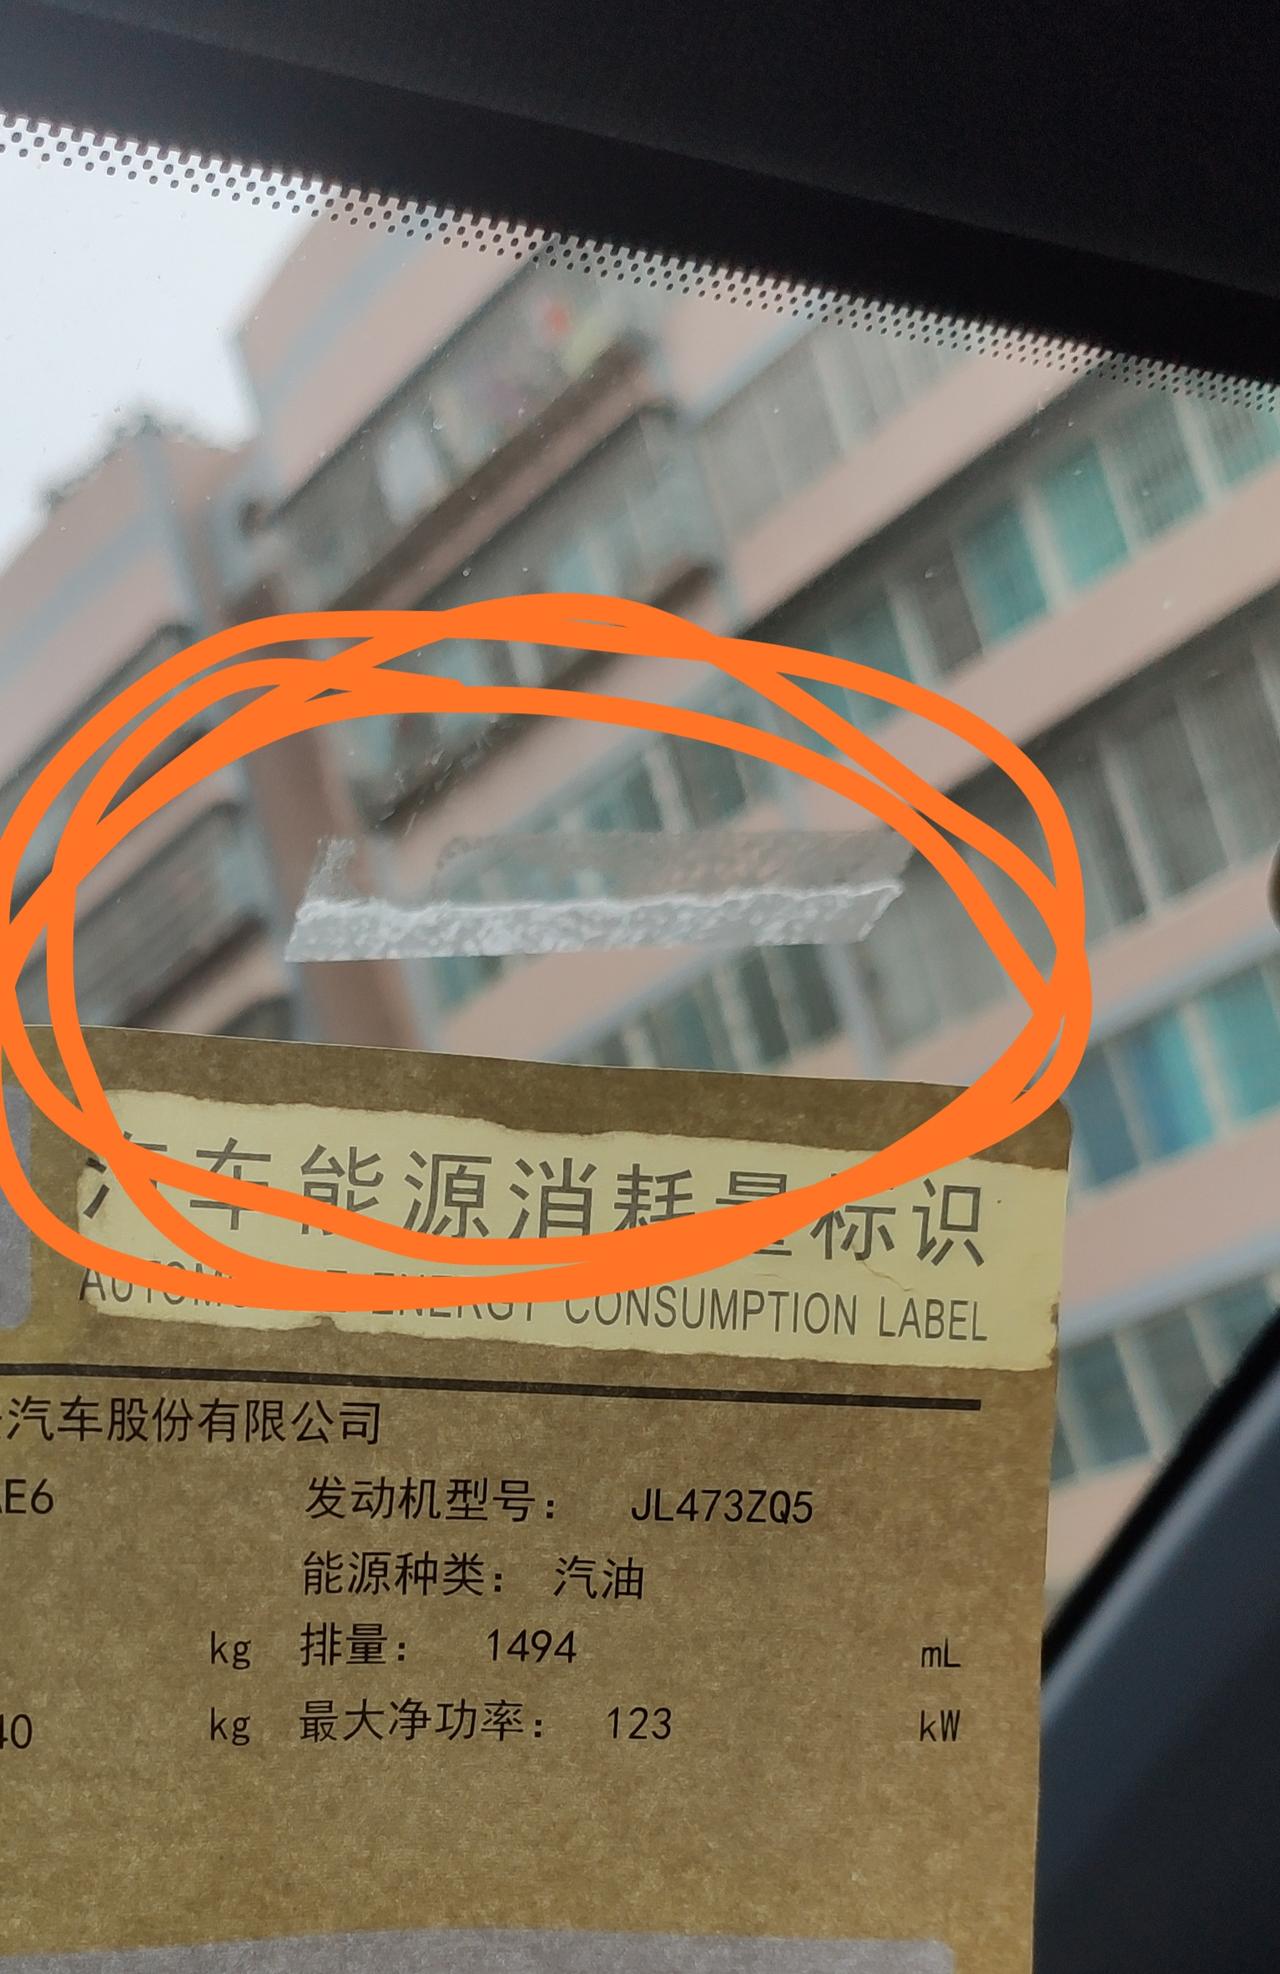 汽车能源消耗量标识
AUTOMOBILE ENERGY CONSUMPTION LABEL
汽车股份有限公司
E6 发动机型号： JL473ZQ5
能源种类： 汽油
kg 排量： 1494 mL
40 kg 最大净功率： 123 kW